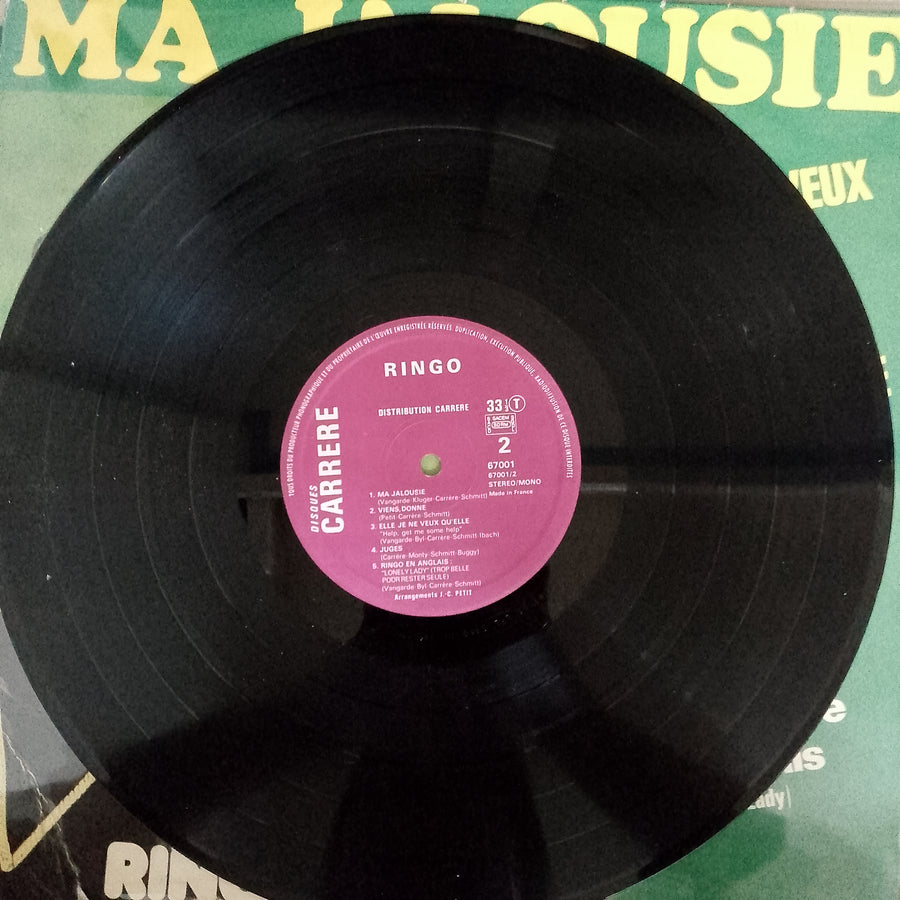 MA JALOUSIE
RINGO
TOUS DROITS DU PRODUCTEUR PHONOGRAPHIQUE ET DU PROPRIETAIRE DE L'ŒUVRE ENREGISTRÉE RÉSERVÉS. DUPLICATION, EXÉCUTION PUBLIQUE, RADIODIFFUSION DE CE DISQUE INTERDITES
DISQUES
CARRERE
DISTRIBUTION CARRERE
33 1/3 T
SACEM
2
67001
67001/2
STEREO/MONO
Made in France
1. MA JALOUSIE
(Vangarde Kluger-Carrère-Schmitt)
2. VIENS, DONNE
(Petit Carrère-Schmitt)
3. ELLE JE NE VEUX QU'ELLE
"Help, get me some help"
(Vangarde Byl-Carrère-Schmitt-Ibach)
4. JUGES
(Carrère-Monty-Schmitt-Buggy)
5. RINGO EN ANGLAIS :
"LONELY LADY" (TROP BELLE
POUR RESTER SEULE)
(Vangarde Byl-Carrère Schmitt)
Arrangements J.-C. PETIT